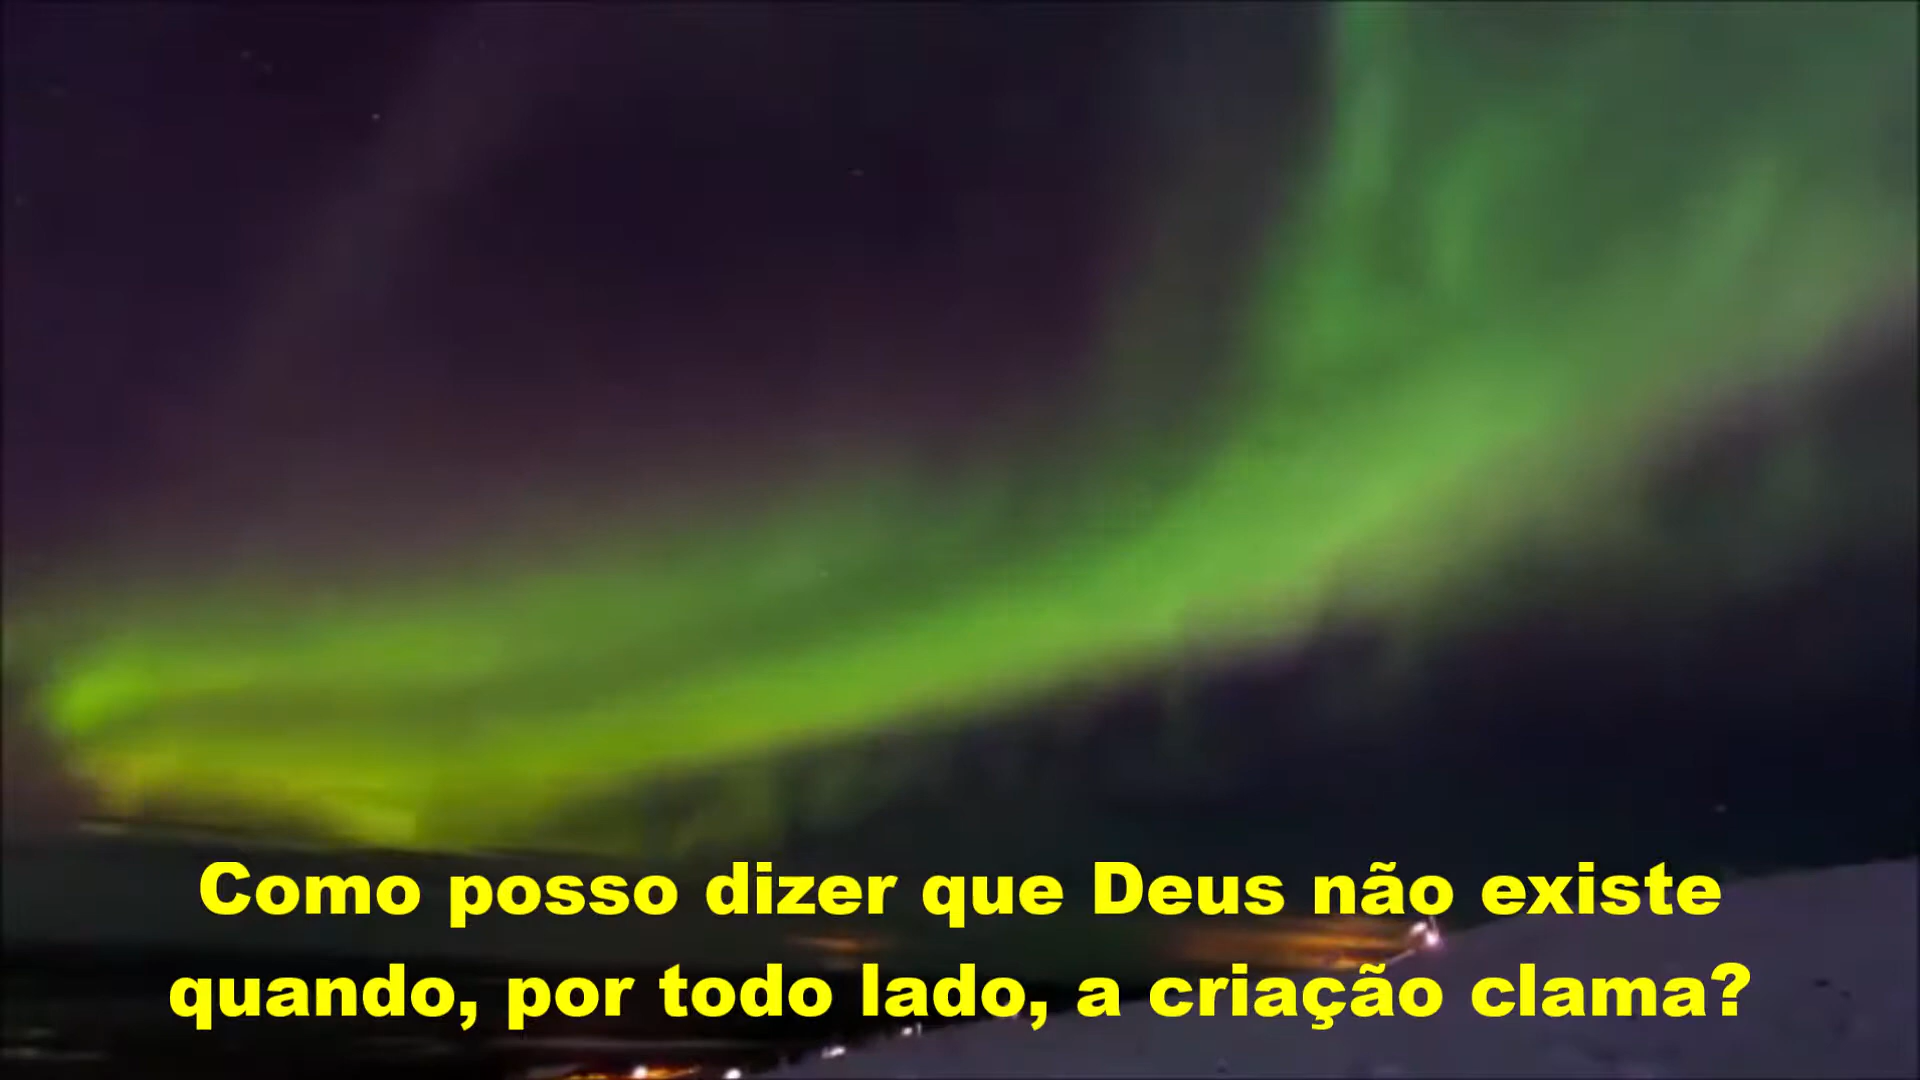 Como posso dizer que Deus não existe
quando, por todo lado, a criação clama?